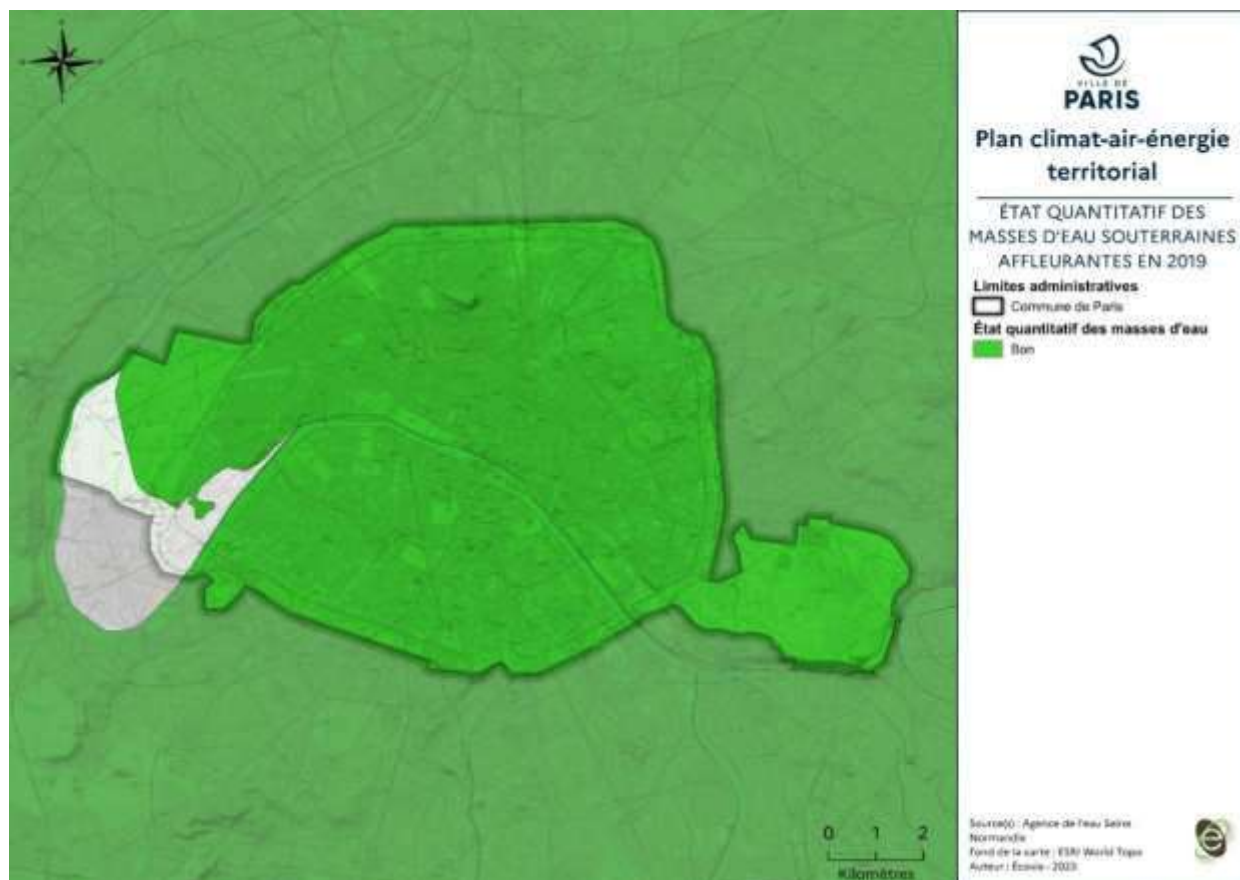 VILLE DE
PARIS
Plan climat-air-énergie
territorial
ÉTAT QUANTITATIF DES
MASSES D'EAU SOUTERRAINES
AFFLEURANTES EN 2019
Limites administratives
Commune de Paris
État quantitatif des masses d'eau
Bon
0 1 2
Kilomètres
Source(s) : Agence de l'eau Seine
Normandie
Fond de la carte : ESRI World Topo
Auteur : Écovia - 2023